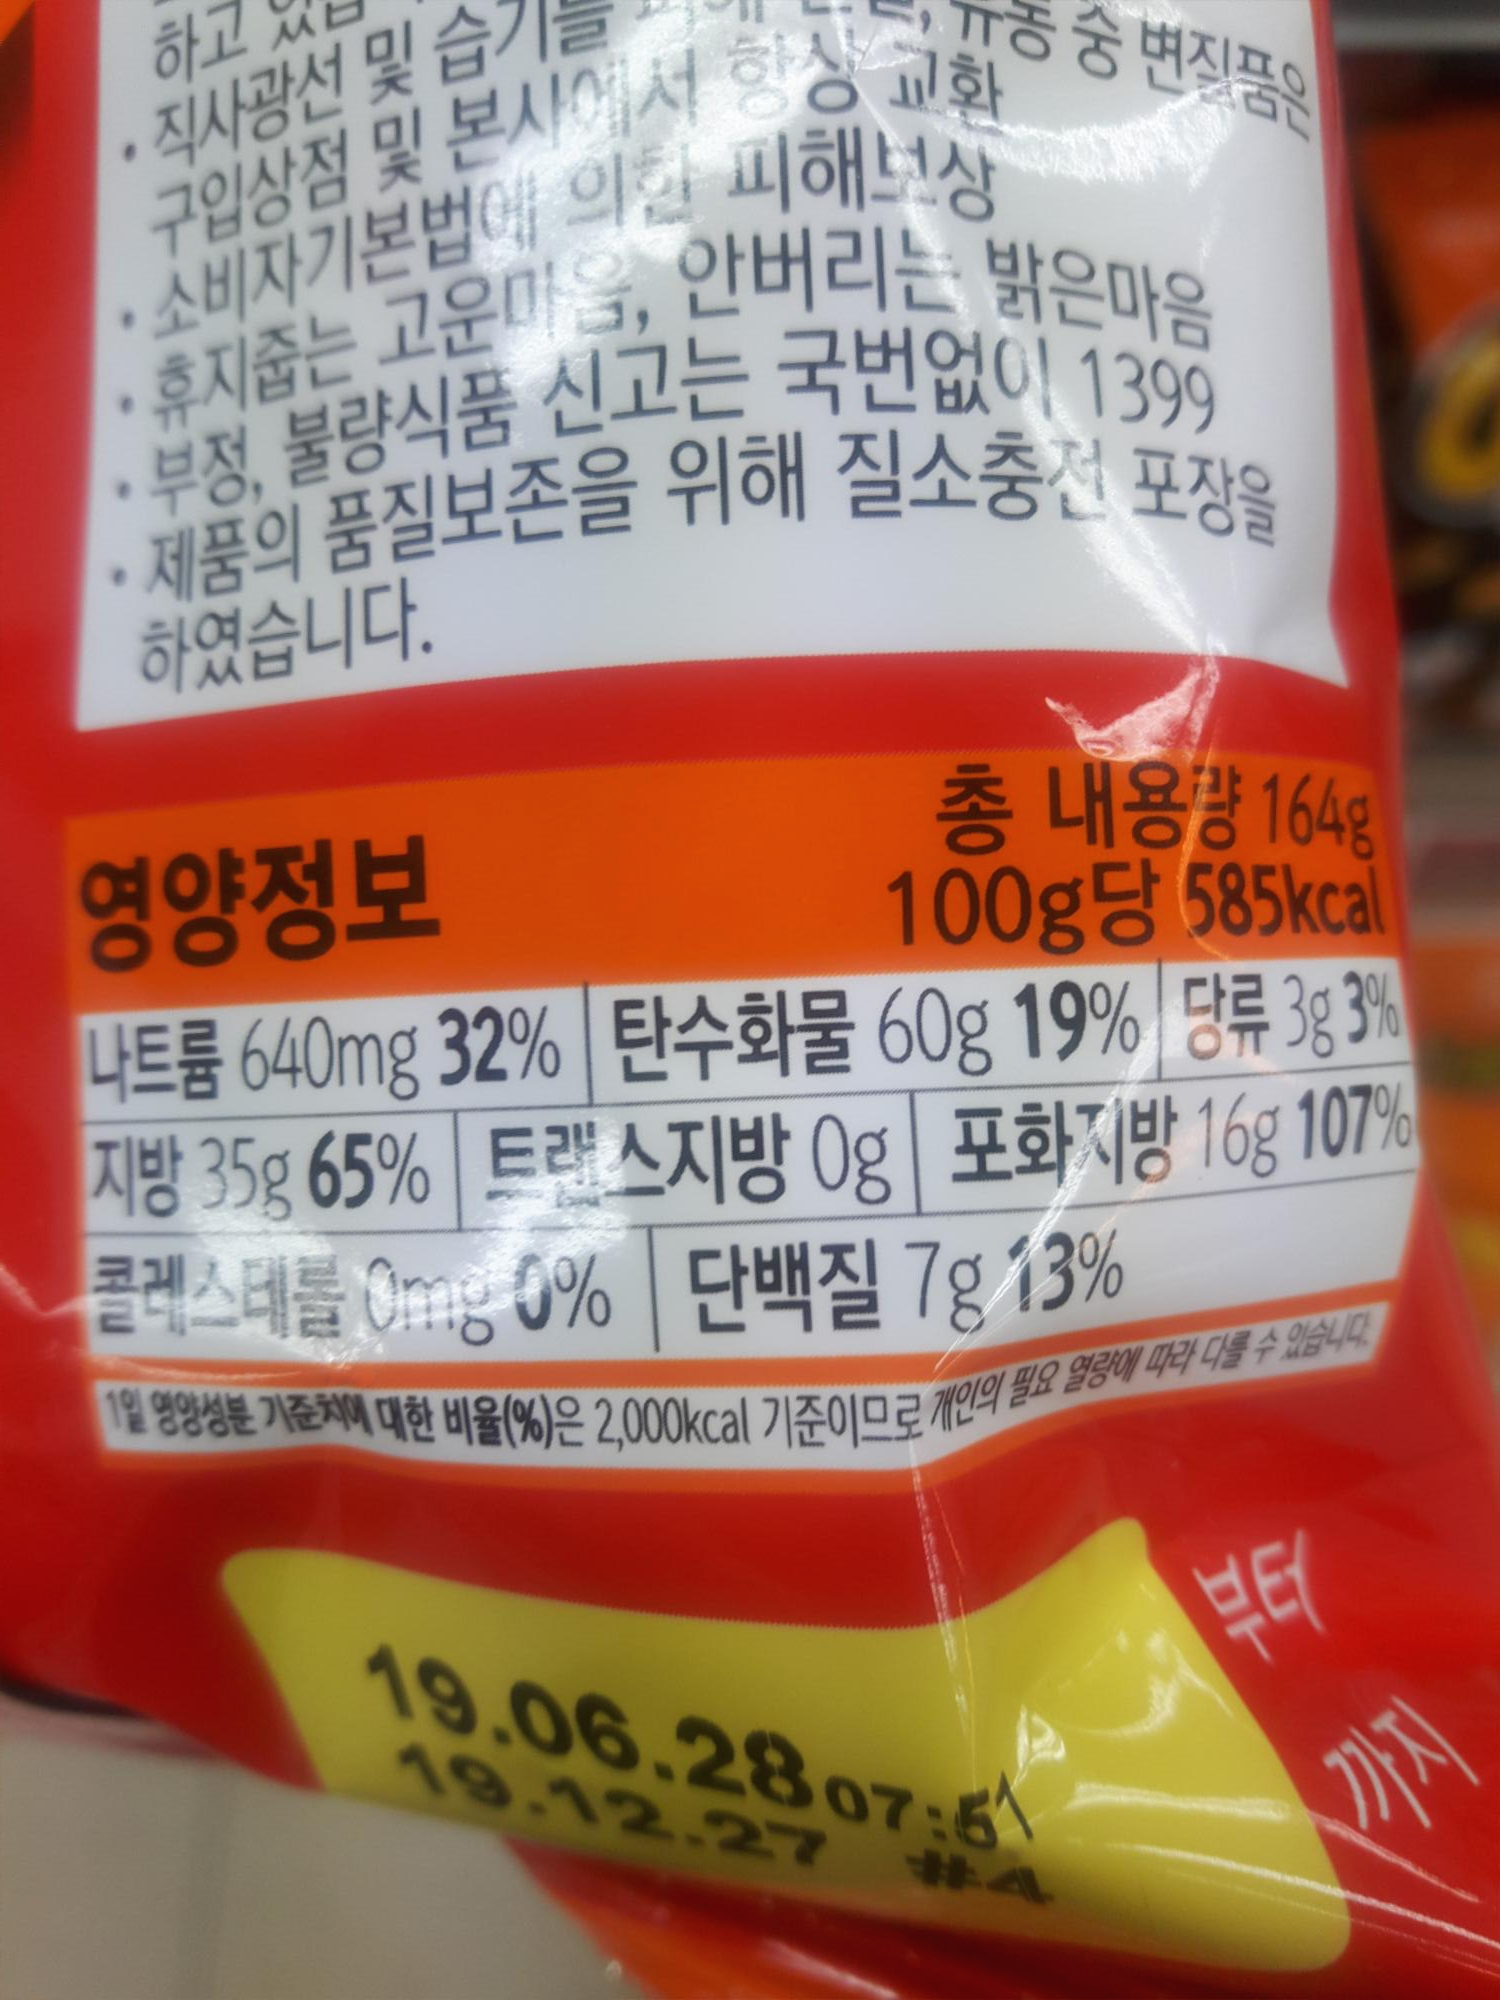 하고
직사광선 및 습기를 유통 중 변질품은
구입상점 및 본사에서 항상 교환
• 소비자기본법에 의한 피해보상
• 휴지줍는 고운마음, 안버리는 밝은마음
• 부정, 불량식품 신고는 국번없이 1399
• 제품의 품질보존을 위해 질소충전 포장을
하였습니다.
영양정보
총 내용량 164g
100g당 585kcal
나트륨 640mg 32% 탄수화물 60g 19% 당류 3g 3%
지방 35g 65% 트랜스지방 0g 포화지방 16g 107%
콜레스테롤 0mg 0% 단백질 7g 13%
1일 영양성분 기준치에 대한 비율(%)은 2,000kcal 기준이므로 개인의 필요 열량에 따라 다를 수 있습니다.
부터
19.06.28 07:51
19.12.27 #4
까지